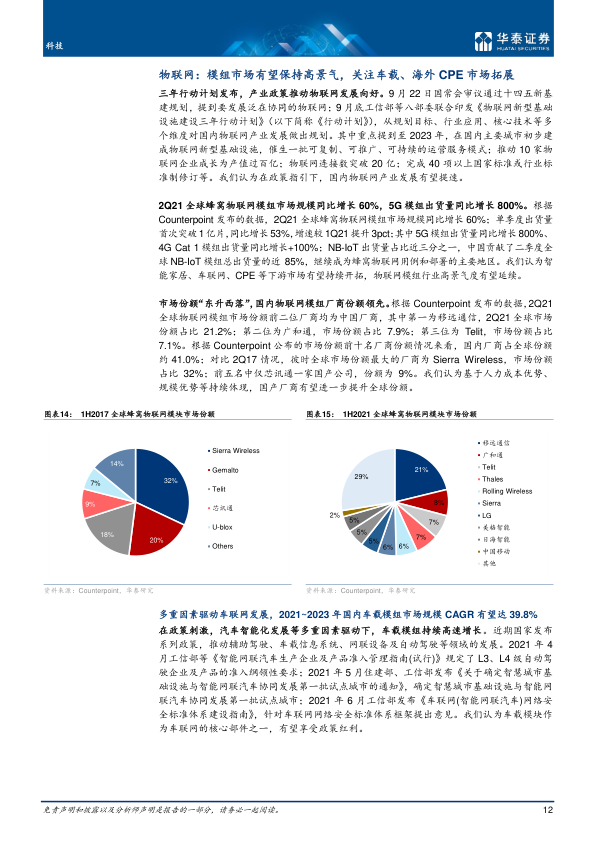 科技
华泰证券
HUATAI SECURITIES
物联网：模组市场有望保持高景气，关注车载、海外 CPE 市场拓展
三年行动计划发布，产业政策推动物联网发展向好。9 月 22 日国常会审议通过十四五新基
建规划，提到要发展泛在协同的物联网；9 月底工信部等八部委联合印发《物联网新型基础
设施建设三年行动计划》（以下简称《行动计划》），从规划目标、行业应用、核心技术等多
个维度对国内物联网产业发展做出规划。其中重点提到至 2023 年，在国内主要城市初步建
成物联网新型基础设施，催生一批可复制、可推广、可持续的运营服务模式；推动 10 家物
联网企业成长为产值过百亿；物联网连接数突破 20 亿；完成 40 项以上国家标准或行业标
准制修订等。我们认为在政策指引下，国内物联网产业发展有望提速。
2Q21 全球蜂窝物联网模组市场规模同比增长 60%，5G 模组出货量同比增长 800%。根据
Counterpoint 发布的数据，2Q21 全球蜂窝物联网模组市场规模同比增长 60%；单季度出货量
首次突破 1 亿片,同比增长 53%,增速较 1Q21 提升 3pct；其中 5G 模组出货量同比增长 800%、
4G Cat 1 模组出货量同比增长+100%；NB-IoT 出货量占比近三分之一，中国贡献了二季度全
球 NB-IoT 模组总出货量的近 85%，继续成为蜂窝物联网用例和部署的主要地区。我们认为智
能家居、车联网、CPE 等下游市场有望持续开拓，物联网模组行业高景气度有望延续。
市场份额“东升西落”，国内物联网模组厂商份额领先。根据 Counterpoint 发布的数据，2Q21
全球物联网模组市场份额前二位厂商均为中国厂商，其中第一为移远通信，2Q21 全球市场
份额占比 21.2%；第二位为广和通，市场份额占比 7.9%；第三位为 Telit，市场份额占比
7.1%。根据 Counterpoint 公布的市场份额前十名厂商份额情况来看，国内厂商占全球份额
约 41.0%；对比 2Q17 情况，彼时全球市场份额最大的厂商为 Sierra Wireless，市场份额
占比 32%；前五名中仅芯讯通一家国产公司，份额为 9%。我们认为基于人力成本优势、
规模优势等持续体现，国产厂商有望进一步提升全球份额。
图表14： 1H2017 全球蜂窝物联网模块市场份额
32%
20%
18%
9%
7%
14%
Sierra Wireless
Gemalto
Telit
芯讯通
U-blox
Others
资料来源：Counterpoint、华泰研究
图表15： 1H2021 全球蜂窝物联网模块市场份额
21%
8%
7%
7%
6%
6%
5%
5%
5%
2%
29%
移远通信
广和通
Telit
Thales
Rolling Wireless
Sierra
LG
美格智能
日海智能
中国移动
其他
资料来源：Counterpoint、华泰研究
多重因素驱动车联网发展，2021~2023 年国内车载模组市场规模 CAGR 有望达 39.8%
在政策刺激，汽车智能化发展等多重因素驱动下，车载模组持续高速增长。近期国家发布
系列政策，推动辅助驾驶、车载信息系统、网联设备及自动驾驶等领域的发展。2021 年 4
月工信部等《智能网联汽车生产企业及产品准入管理指南(试行)》规定了 L3、L4 级自动驾
驶企业及产品的准入纲领性要求；2021 年 5 月住建部、工信部发布《关于确定智慧城市基
础设施与智能网联汽车协同发展第一批试点城市的通知》，确定智慧城市基础设施与智能网
联汽车协同发展第一批试点城市；2021 年 6 月工信部发布《车联网(智能网联汽车)网络安
全标准体系建设指南》，针对车联网网络安全标准体系框架提出意见。我们认为车载模块作
为车联网的核心部件之一，有望享受政策红利。
免责声明和披露以及分析师声明是报告的一部分，请务必一起阅读。
12